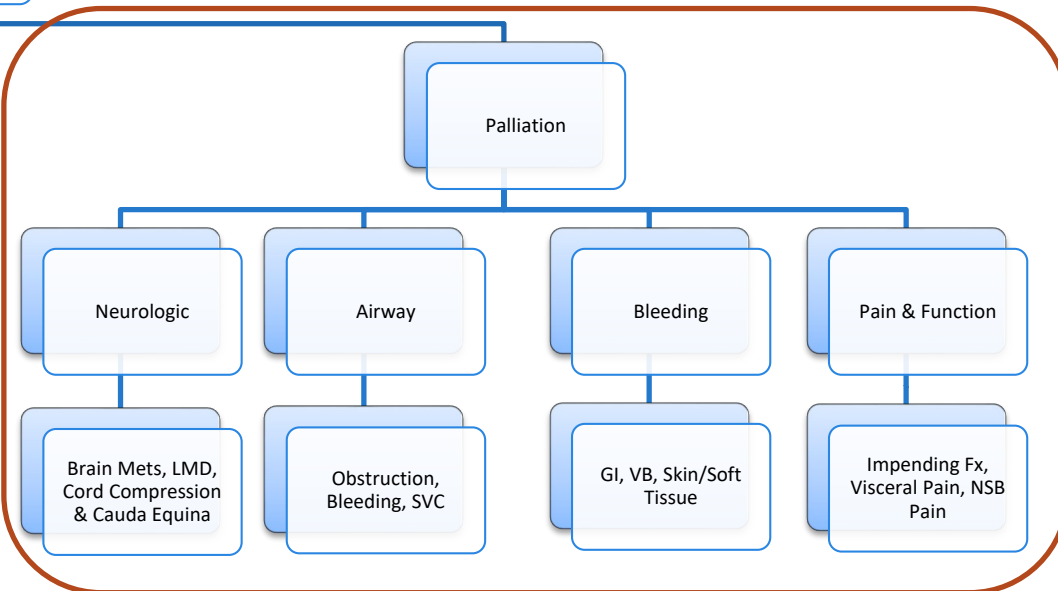 Palliation
Neurologic
Airway
Bleeding
Pain & Function
Brain Mets, LMD,
Cord Compression
& Cauda Equina
Obstruction,
Bleeding, SVC
GI, VB, Skin/Soft
Tissue
Impending Fx,
Visceral Pain, NSB
Pain